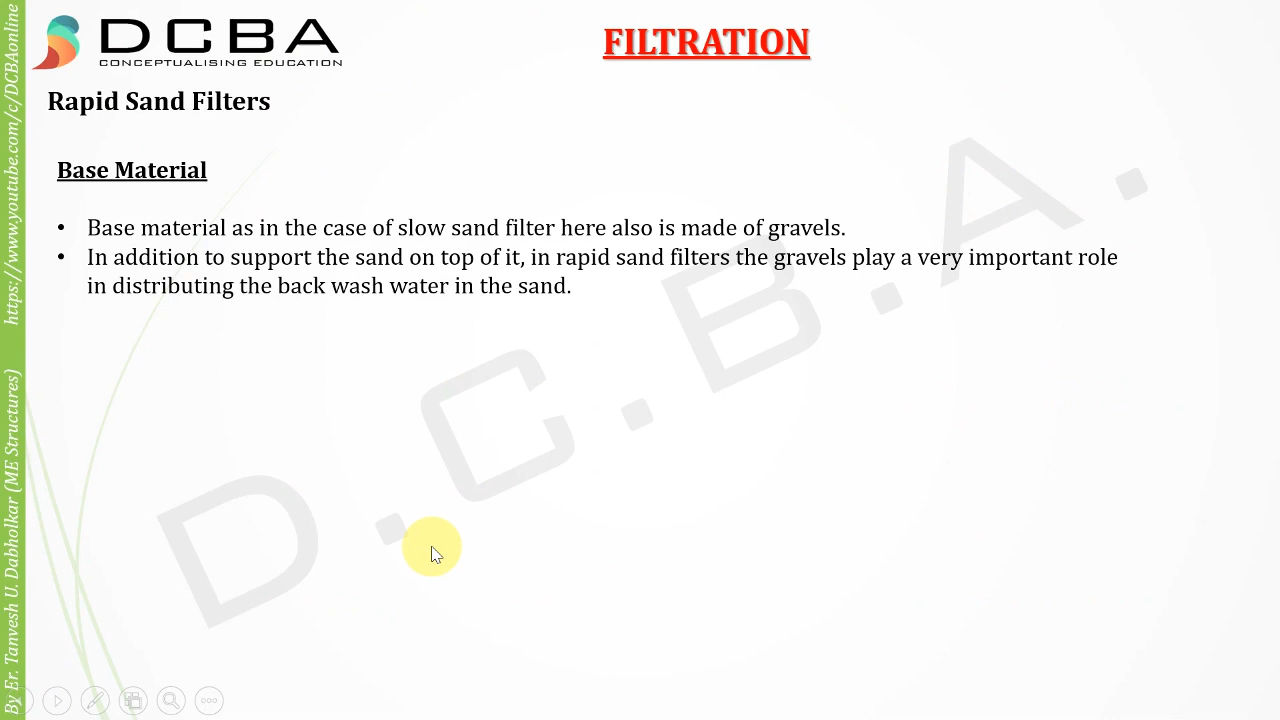 DCBA
CONCEPTUALISING EDUCATION
FILTRATION
Rapid Sand Filters
Base Material
• Base material as in the case of slow sand filter here also is made of gravels.
• In addition to support the sand on top of it, in rapid sand filters the gravels play a very important role
in distributing the back wash water in the sand.
D.C.B.A.
By Er. Tanvesh U. Dabholkar (ME Structures) https://www.youtube.com/c/DCBAonline